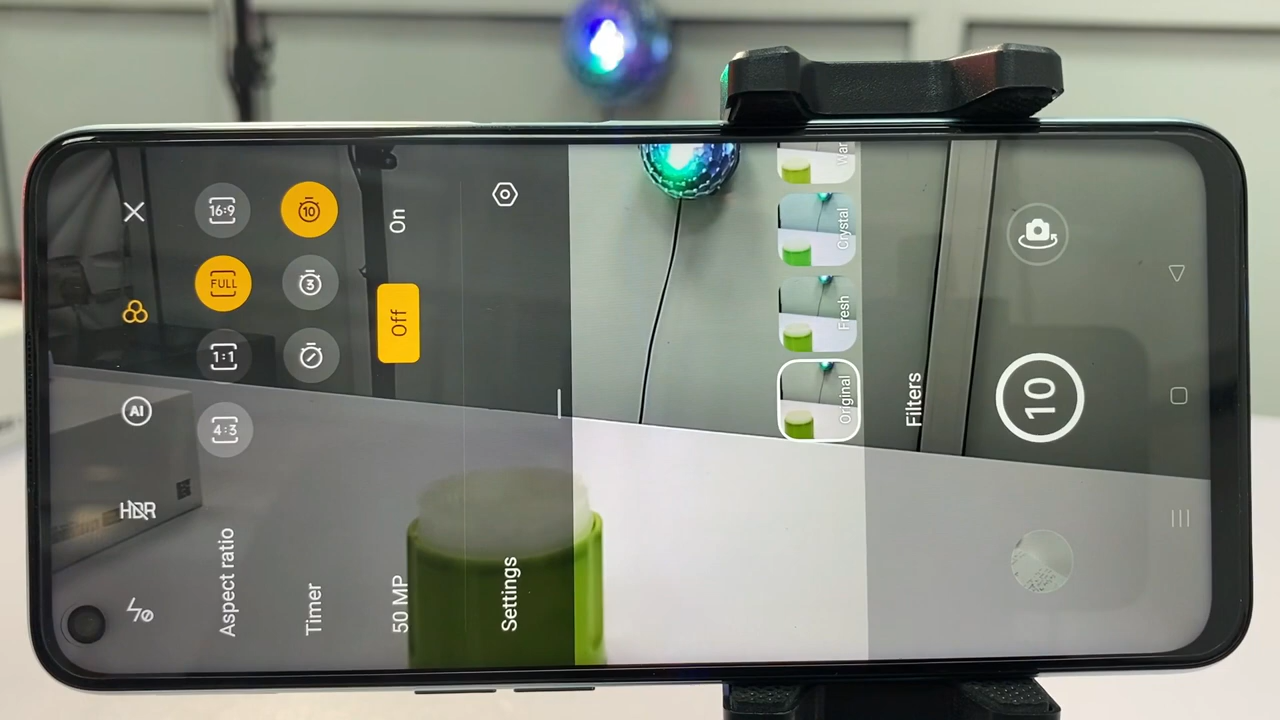 HDR
AI
Aspect ratio
4:3
1:1
FULL
16:9
Timer
3
10
50 MP
Off
On
Settings
Original
Fresh
Crystal
Filters
10